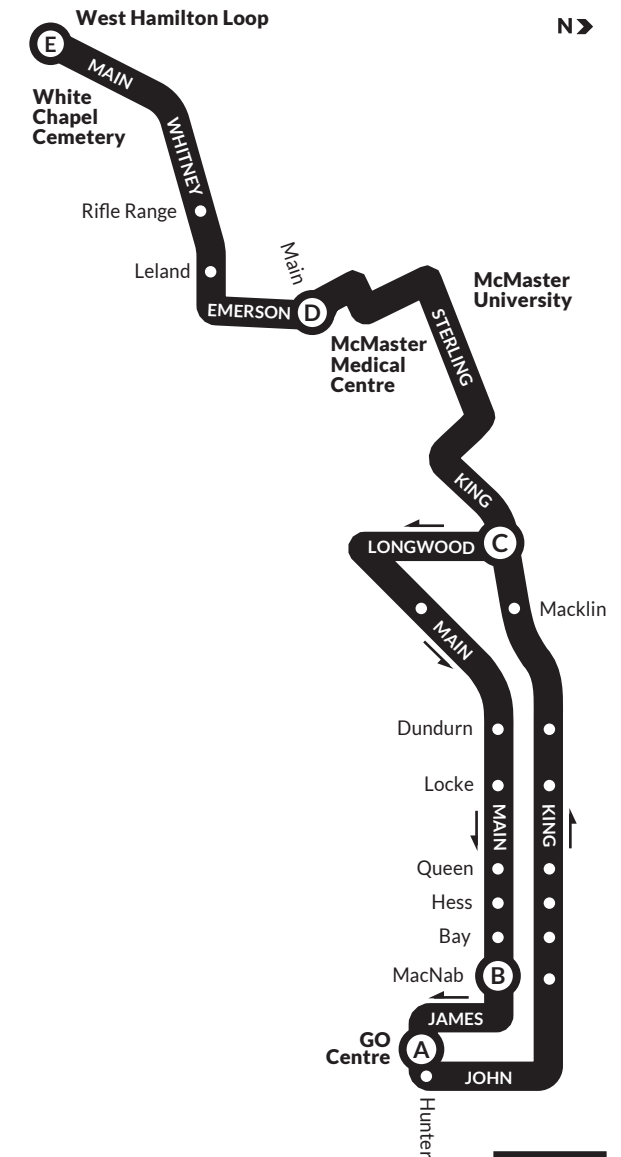 West Hamilton Loop
N
E
MAIN
White
Chapel
Cemetery
WHITNEY
Rifle Range
Leland
Main
EMERSON
D
McMaster
University
McMaster
Medical
Centre
STERLING
KING
LONGWOOD
C
Macklin
MAIN
Dundurn
Locke
MAIN
KING
Queen
Hess
Bay
MacNab
B
JAMES
GO
Centre
A
JOHN
Hunter